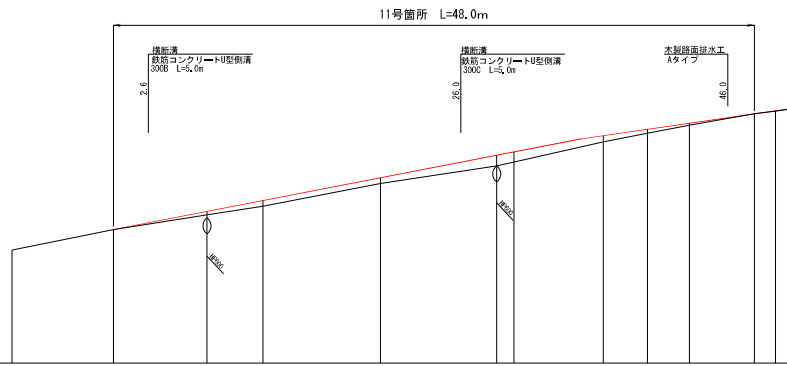 11号箇所 L=48.0m
横断溝
鉄筋コンクリートU型側溝
300B L=5.0m
2.6
横断溝
鉄筋コンクリートU型側溝
300C L=5.0m
26.0
木製路面排水工
Aタイプ
46.0
HP500
HP500